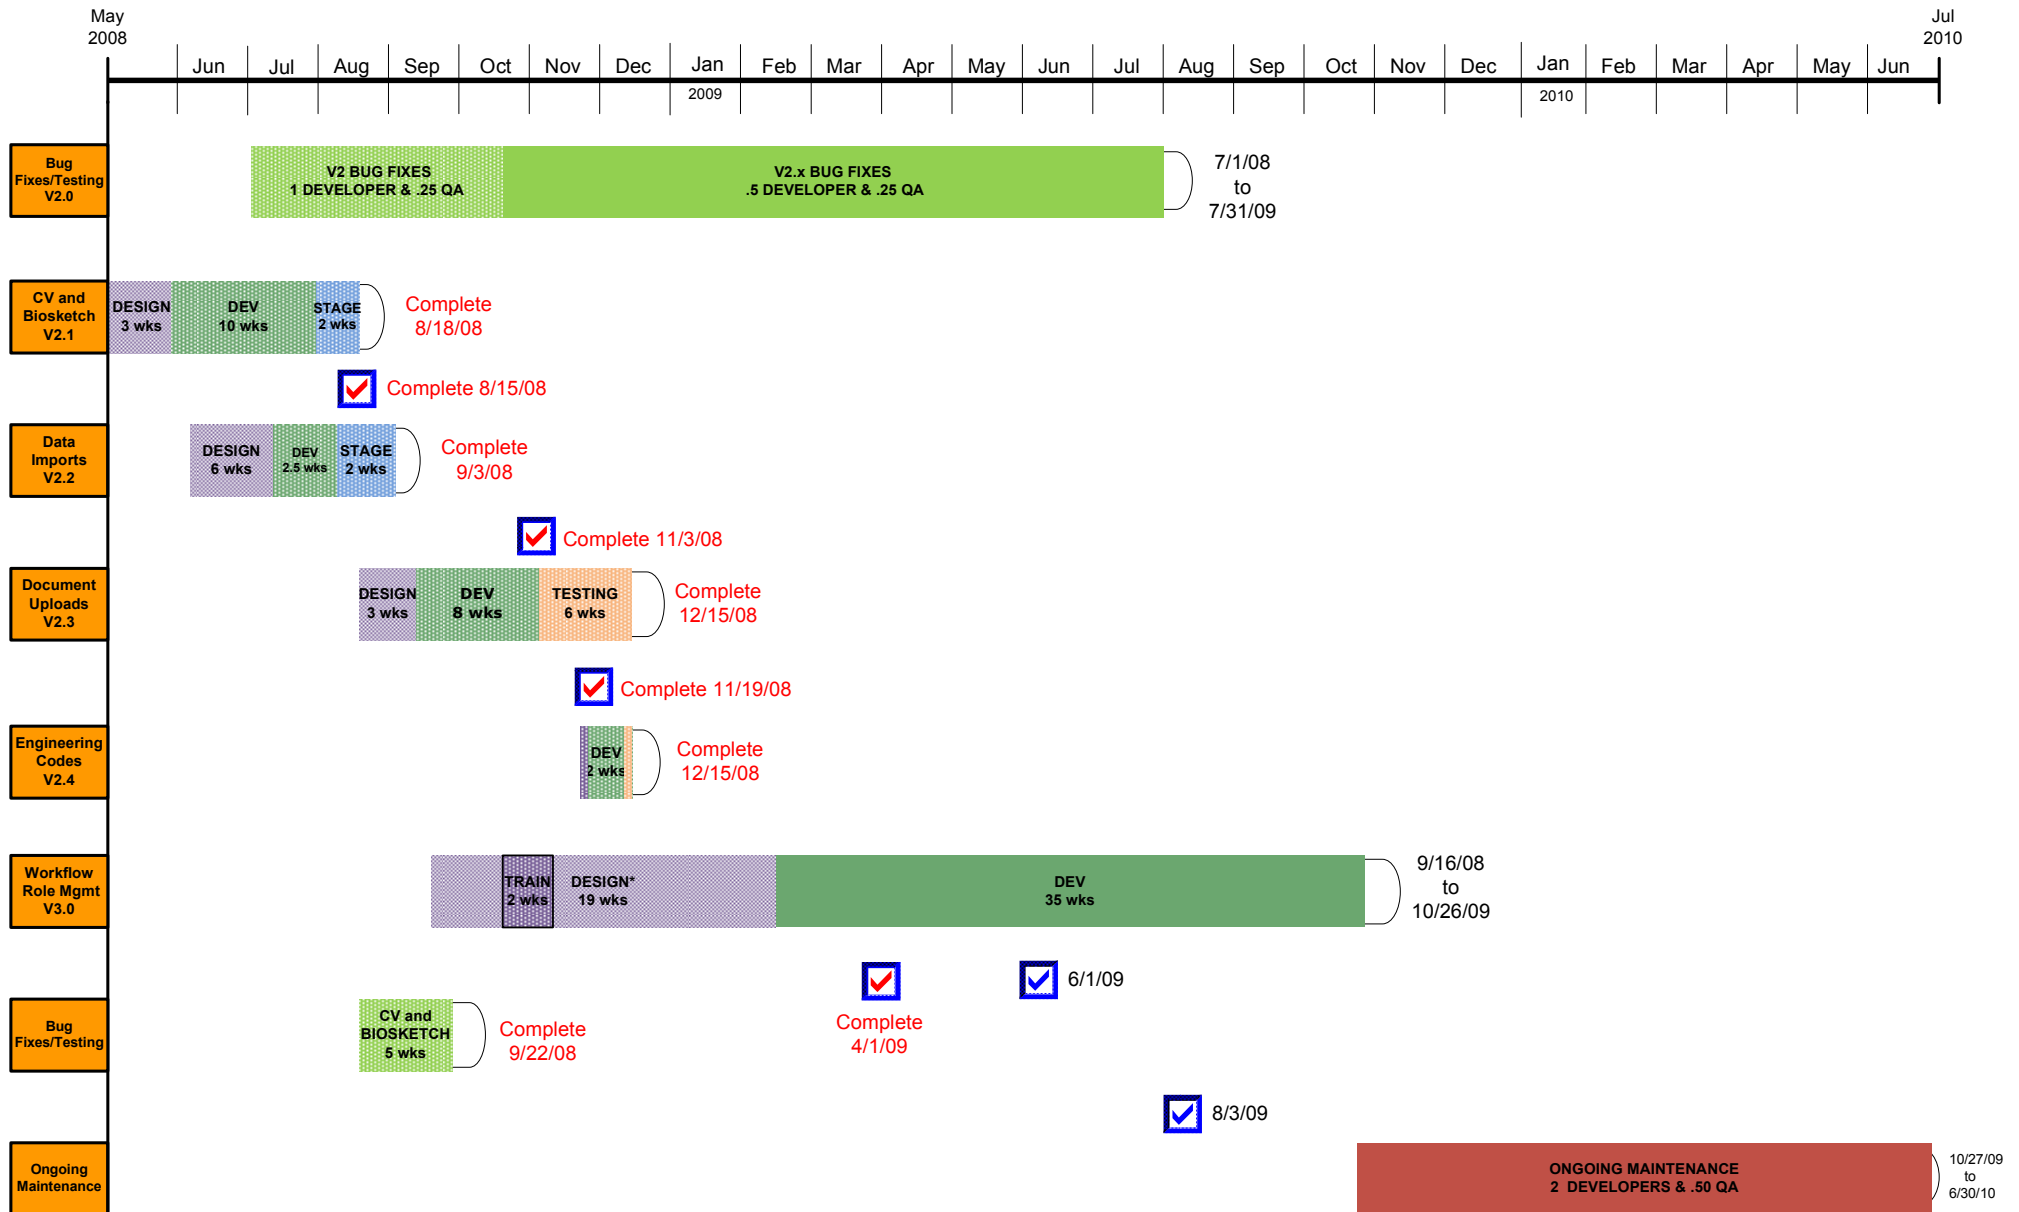 May
2008
Jul
2010
Jun Jul Aug Sep Oct Nov Dec Jan Feb Mar Apr May Jun Jul Aug Sep Oct Nov Dec Jan Feb Mar Apr May Jun
2009
2010
Bug
Fixes/Testing
V2.0
V2 BUG FIXES
1 DEVELOPER & .25 QA
V2.x BUG FIXES
.5 DEVELOPER & .25 QA
7/1/08
to
7/31/09
CV and
Biosketch
V2.1
DESIGN
3 wks
DEV
10 wks
STAGE
2 wks
Complete
8/18/08
Complete 8/15/08
Data
Imports
V2.2
DESIGN
6 wks
DEV
2.5 wks
STAGE
2 wks
Complete
9/3/08
Complete 11/3/08
Document
Uploads
V2.3
DESIGN
3 wks
DEV
8 wks
TESTING
6 wks
Complete
12/15/08
Complete 11/19/08
Engineering
Codes
V2.4
DEV
2 wks
Complete
12/15/08
Workflow
Role Mgmt
V3.0
TRAIN
2 wks
DESIGN*
19 wks
DEV
35 wks
9/16/08
to
10/26/09
Complete
4/1/09
6/1/09
Bug
Fixes/Testing
CV and
BIOSKETCH
5 wks
Complete
9/22/08
8/3/09
Ongoing
Maintenance
ONGOING MAINTENANCE
2 DEVELOPERS & .50 QA
10/27/09
to
6/30/10